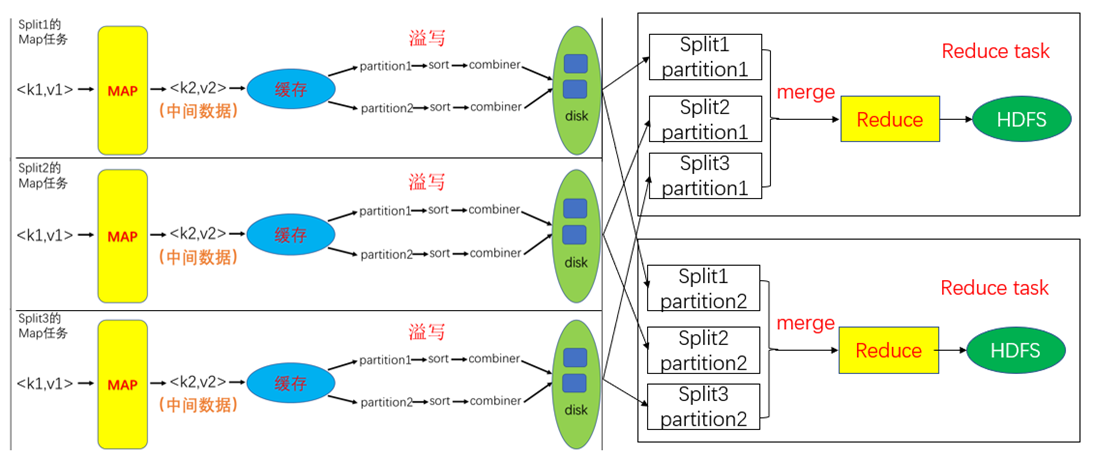 Split1的
Map任务
<k1,v1>
MAP
<k2,v2>
(中间数据)
缓存
溢写
partition1
sort
combiner
partition2
sort
combiner
disk
Split2的
Map任务
<k1,v1>
MAP
<k2,v2>
(中间数据)
缓存
溢写
partition1
sort
combiner
partition2
sort
combiner
disk
Split3的
Map任务
<k1,v1>
MAP
<k2,v2>
(中间数据)
缓存
溢写
partition1
sort
combiner
partition2
sort
combiner
disk
Split1
partition1
Split2
partition1
Split3
partition1
merge
Reduce
HDFS
Reduce task
Split1
partition2
Split2
partition2
Split3
partition2
merge
Reduce
HDFS
Reduce task